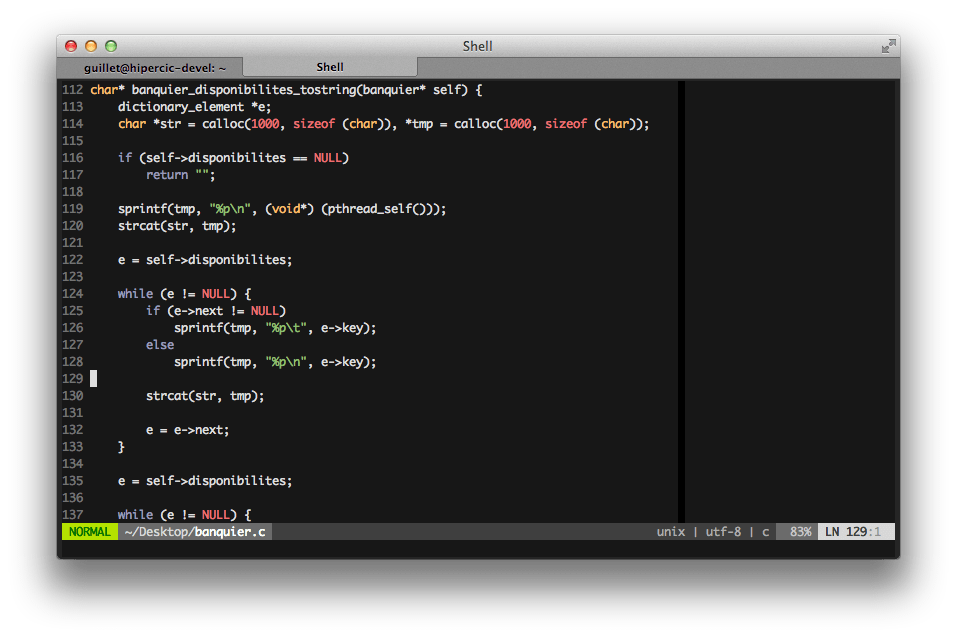 Shell
guillet@hipercic-devel: ~ Shell
112 char* banquier_disponibilites_tostring(banquier* self) {
113     dictionary_element *e;
114     char *str = calloc(1000, sizeof (char)), *tmp = calloc(1000, sizeof (char));
115
116     if (self->disponibilites == NULL)
117         return "";
118
119     sprintf(tmp, "%p\n", (void*) (pthread_self()));
120     strcat(str, tmp);
121
122     e = self->disponibilites;
123
124     while (e != NULL) {
125         if (e->next != NULL)
126             sprintf(tmp, "%p\t", e->key);
127         else
128             sprintf(tmp, "%p\n", e->key);
129
130         strcat(str, tmp);
131
132         e = e->next;
133     }
134
135     e = self->disponibilites;
136
137     while (e != NULL) {
NORMAL ~/Desktop/banquier.c unix | utf-8 | c 83% LN 129:1